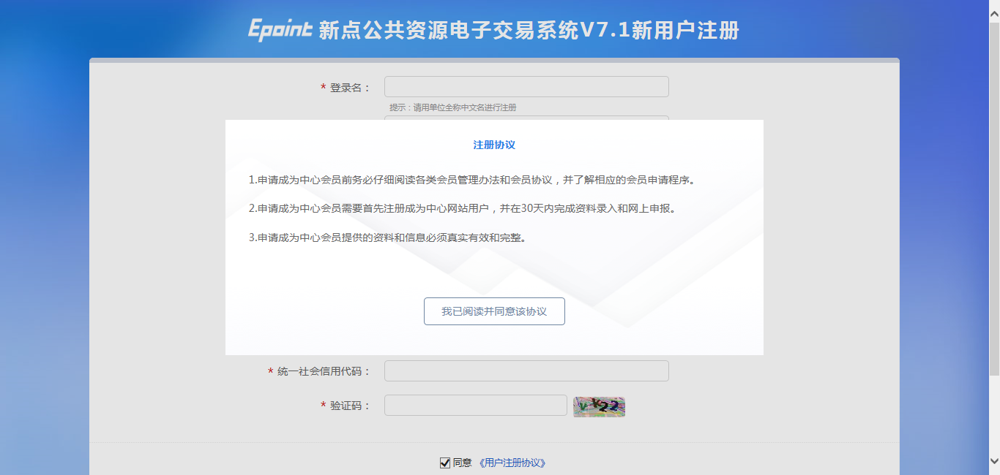 Epoint 新点公共资源电子交易系统V7.1新用户注册
* 登录名：
提示：请用单位全称中文名进行注册
注册协议
1.申请成为中心会员前务必仔细阅读各类会员管理办法和会员协议，并了解相应的会员申请程序。
2.申请成为中心会员需要首先注册成为中心网站用户，并在30天内完成资料录入和网上申报。
3.申请成为中心会员提供的资料和信息必须真实有效和完整。
我已阅读并同意该协议
* 统一社会信用代码：
* 验证码： vK22
同意 《用户注册协议》